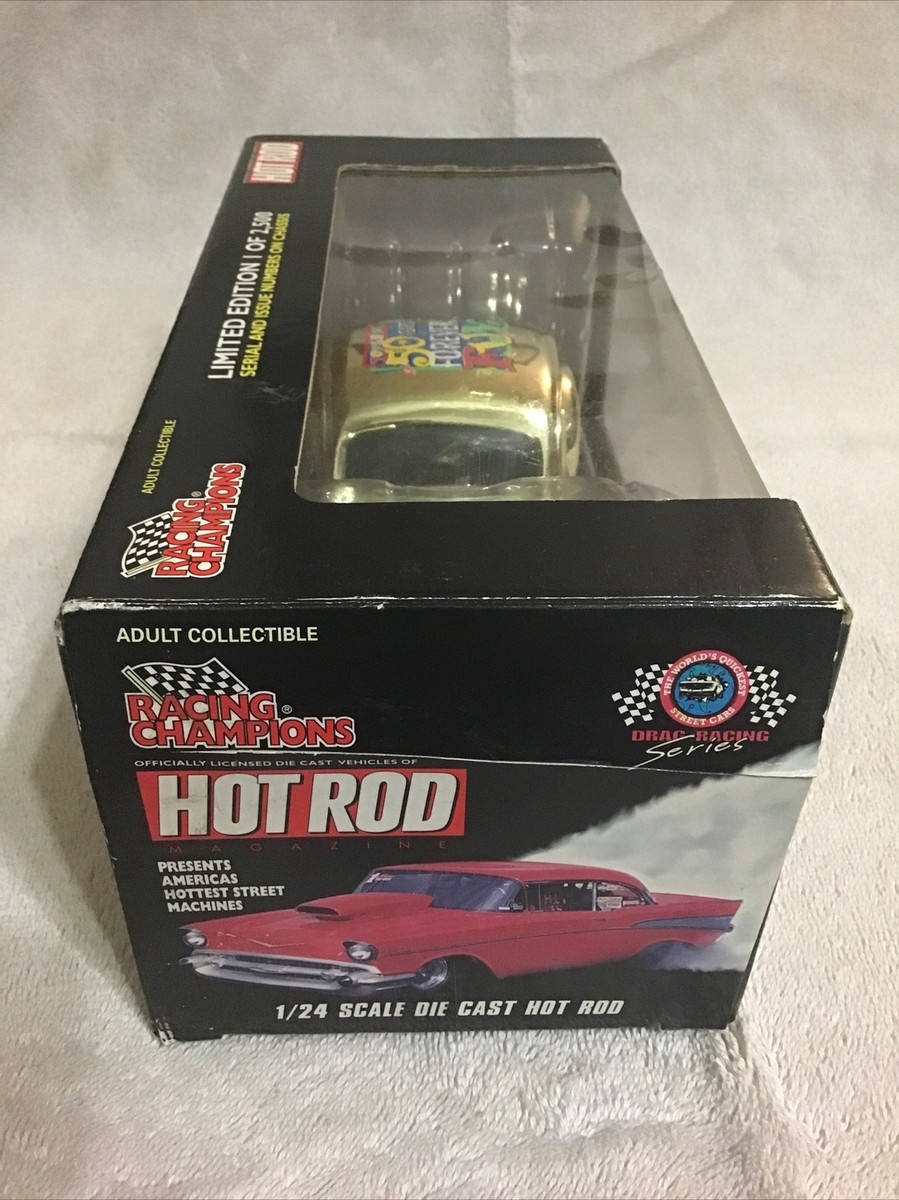 HOT ROD
LIMITED EDITION 1 OF 2,500
SERIAL AND ISSUE NUMBERS ON CHASSIS
ADULT COLLECTIBLE
RACING ®
CHAMPIONS
50
FOREVER
ADULT COLLECTIBLE
RACING ®
CHAMPIONS
THE WORLD'S QUICKEST
STREET CARS
DRAG RACING
Series
OFFICIALLY LICENSED DIE CAST VEHICLES OF
HOT ROD
MAGAZINE
PRESENTS
AMERICAS
HOTTEST STREET
MACHINES
1/24 SCALE DIE CAST HOT ROD